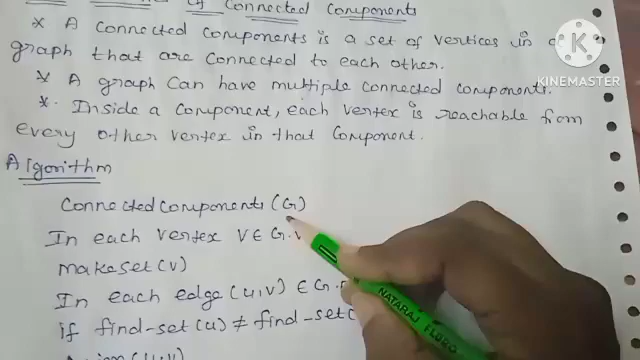 of Connected Components
* A Connected Components is a set of vertices in a
graph that are connected to each other.
* A graph Can have multiple connected components.
*. Inside a component, each vertex is reachable from
every other vertex in that Component.
Algorithm
Connected components (G)
In each vertex V ∈ G.V
makeset (v)
In each edge (u,v) ∈ G.E
if find-set (u) ≠ find-set(
union (u,v)
KINEMASTER
NATARAJ FLUORO